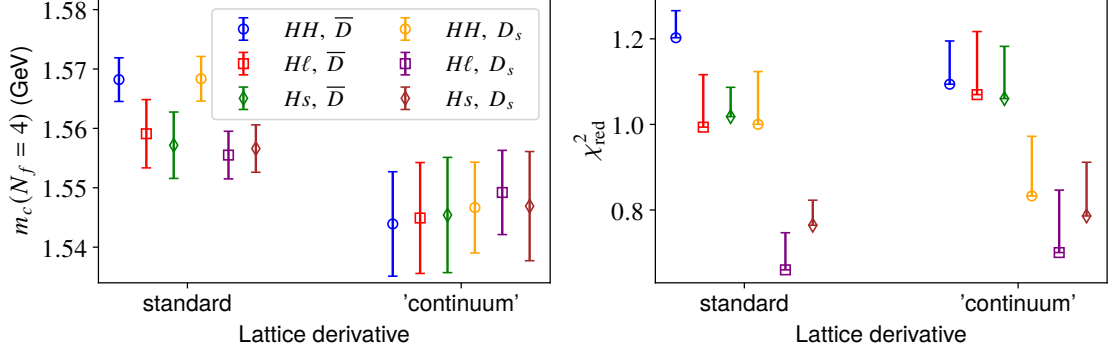 1.58
1.57
1.56
1.55
1.54
m_c(N_f = 4) (GeV)
HH, D̅
Hℓ, D̅
Hs, D̅
HH, D_s
Hℓ, D_s
Hs, D_s
standard
'continuum'
Lattice derivative
1.2
1.0
0.8
χ²_red
standard
'continuum'
Lattice derivative